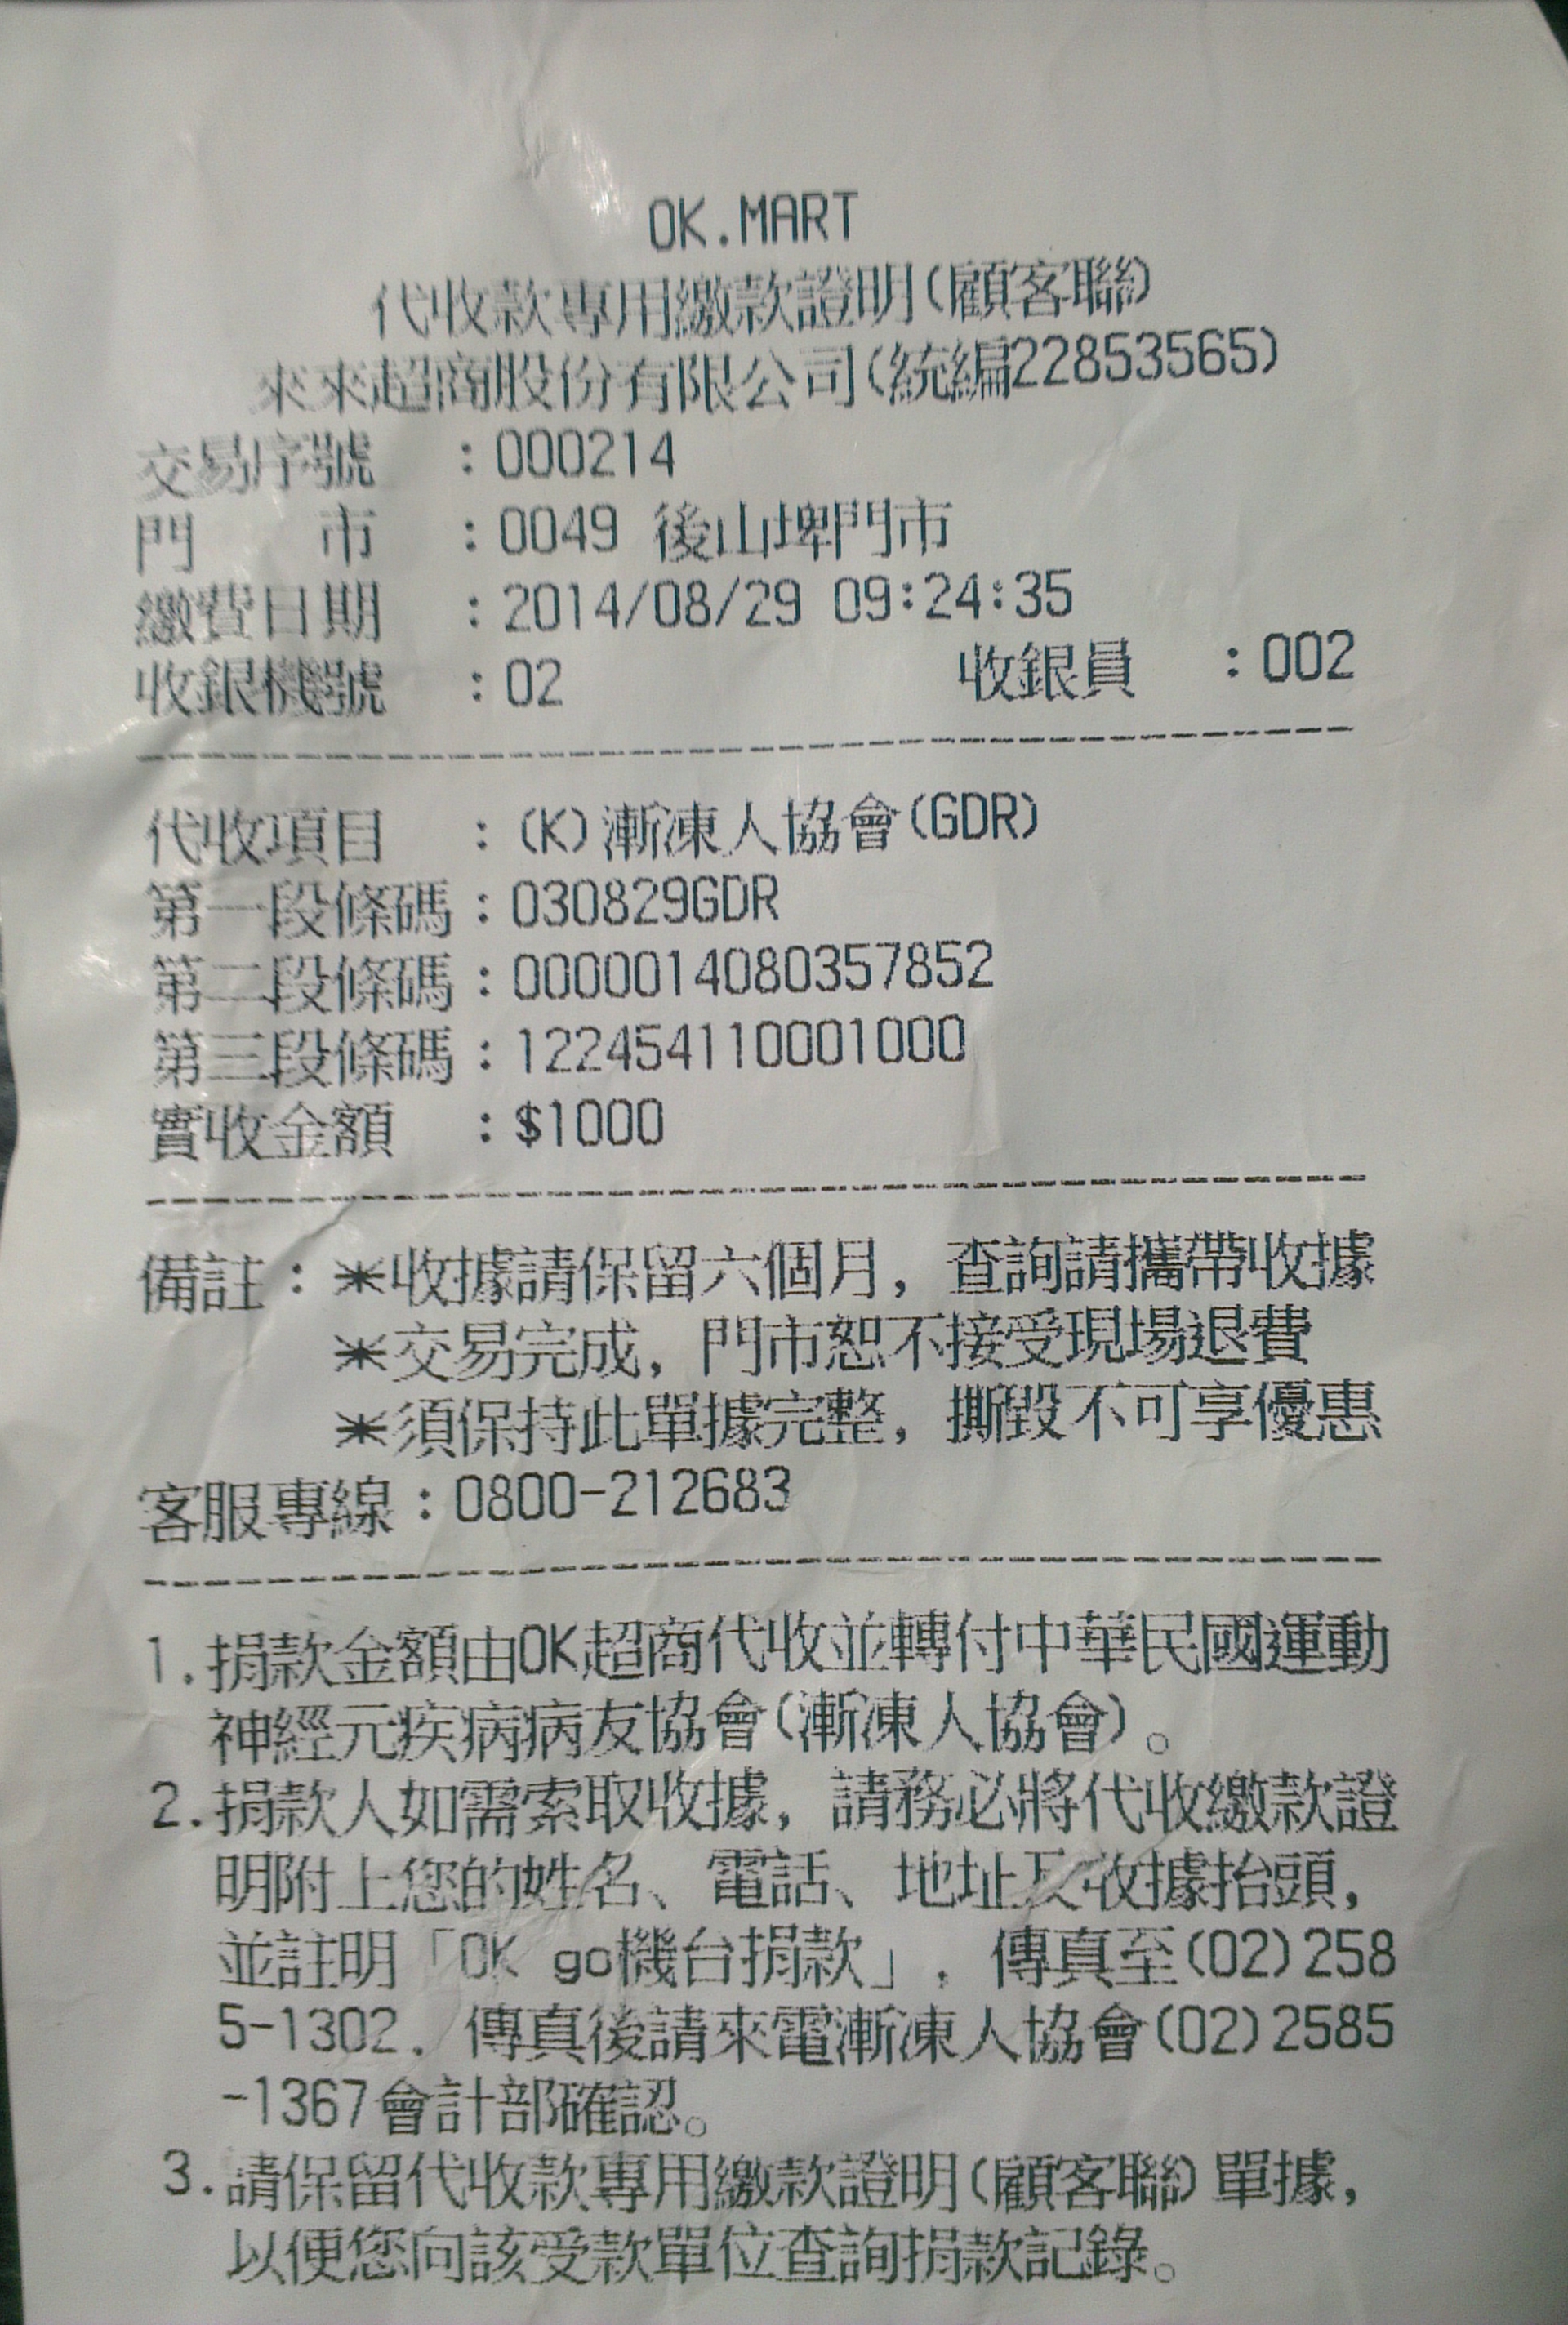 OK.MART
代收款專用繳款證明(顧客聯)
來來超商股份有限公司(統編22853565)
交易序號 :000214
門 市 :0049 後山埤門市
繳費日期 :2014/08/29 09:24:35
收銀機號 :02 收銀員 :002
代收項目 :(K)漸凍人協會(GDR)
第一段條碼:030829GDR
第二段條碼:0000014080357852
第三段條碼:122454110001000
實收金額 :$1000
備註:*收據請保留六個月,查詢請攜帶收據
*交易完成,門市恕不接受現場退費
*須保持此單據完整,撕毀不可享優惠
客服專線:0800-212683
1.捐款金額由OK超商代收並轉付中華民國運動
神經元疾病病友協會(漸凍人協會)。
2.捐款人如需索取收據,請務必將代收繳款證
明附上您的姓名、電話、地址及收據抬頭,
並註明「OK go機台捐款」,傳真至(02)258
5-1302,傳真後請來電漸凍人協會(02)2585
-1367會計部確認。
3.請保留代收款專用繳款證明(顧客聯)單據,
以便您向該受款單位查詢捐款記錄。